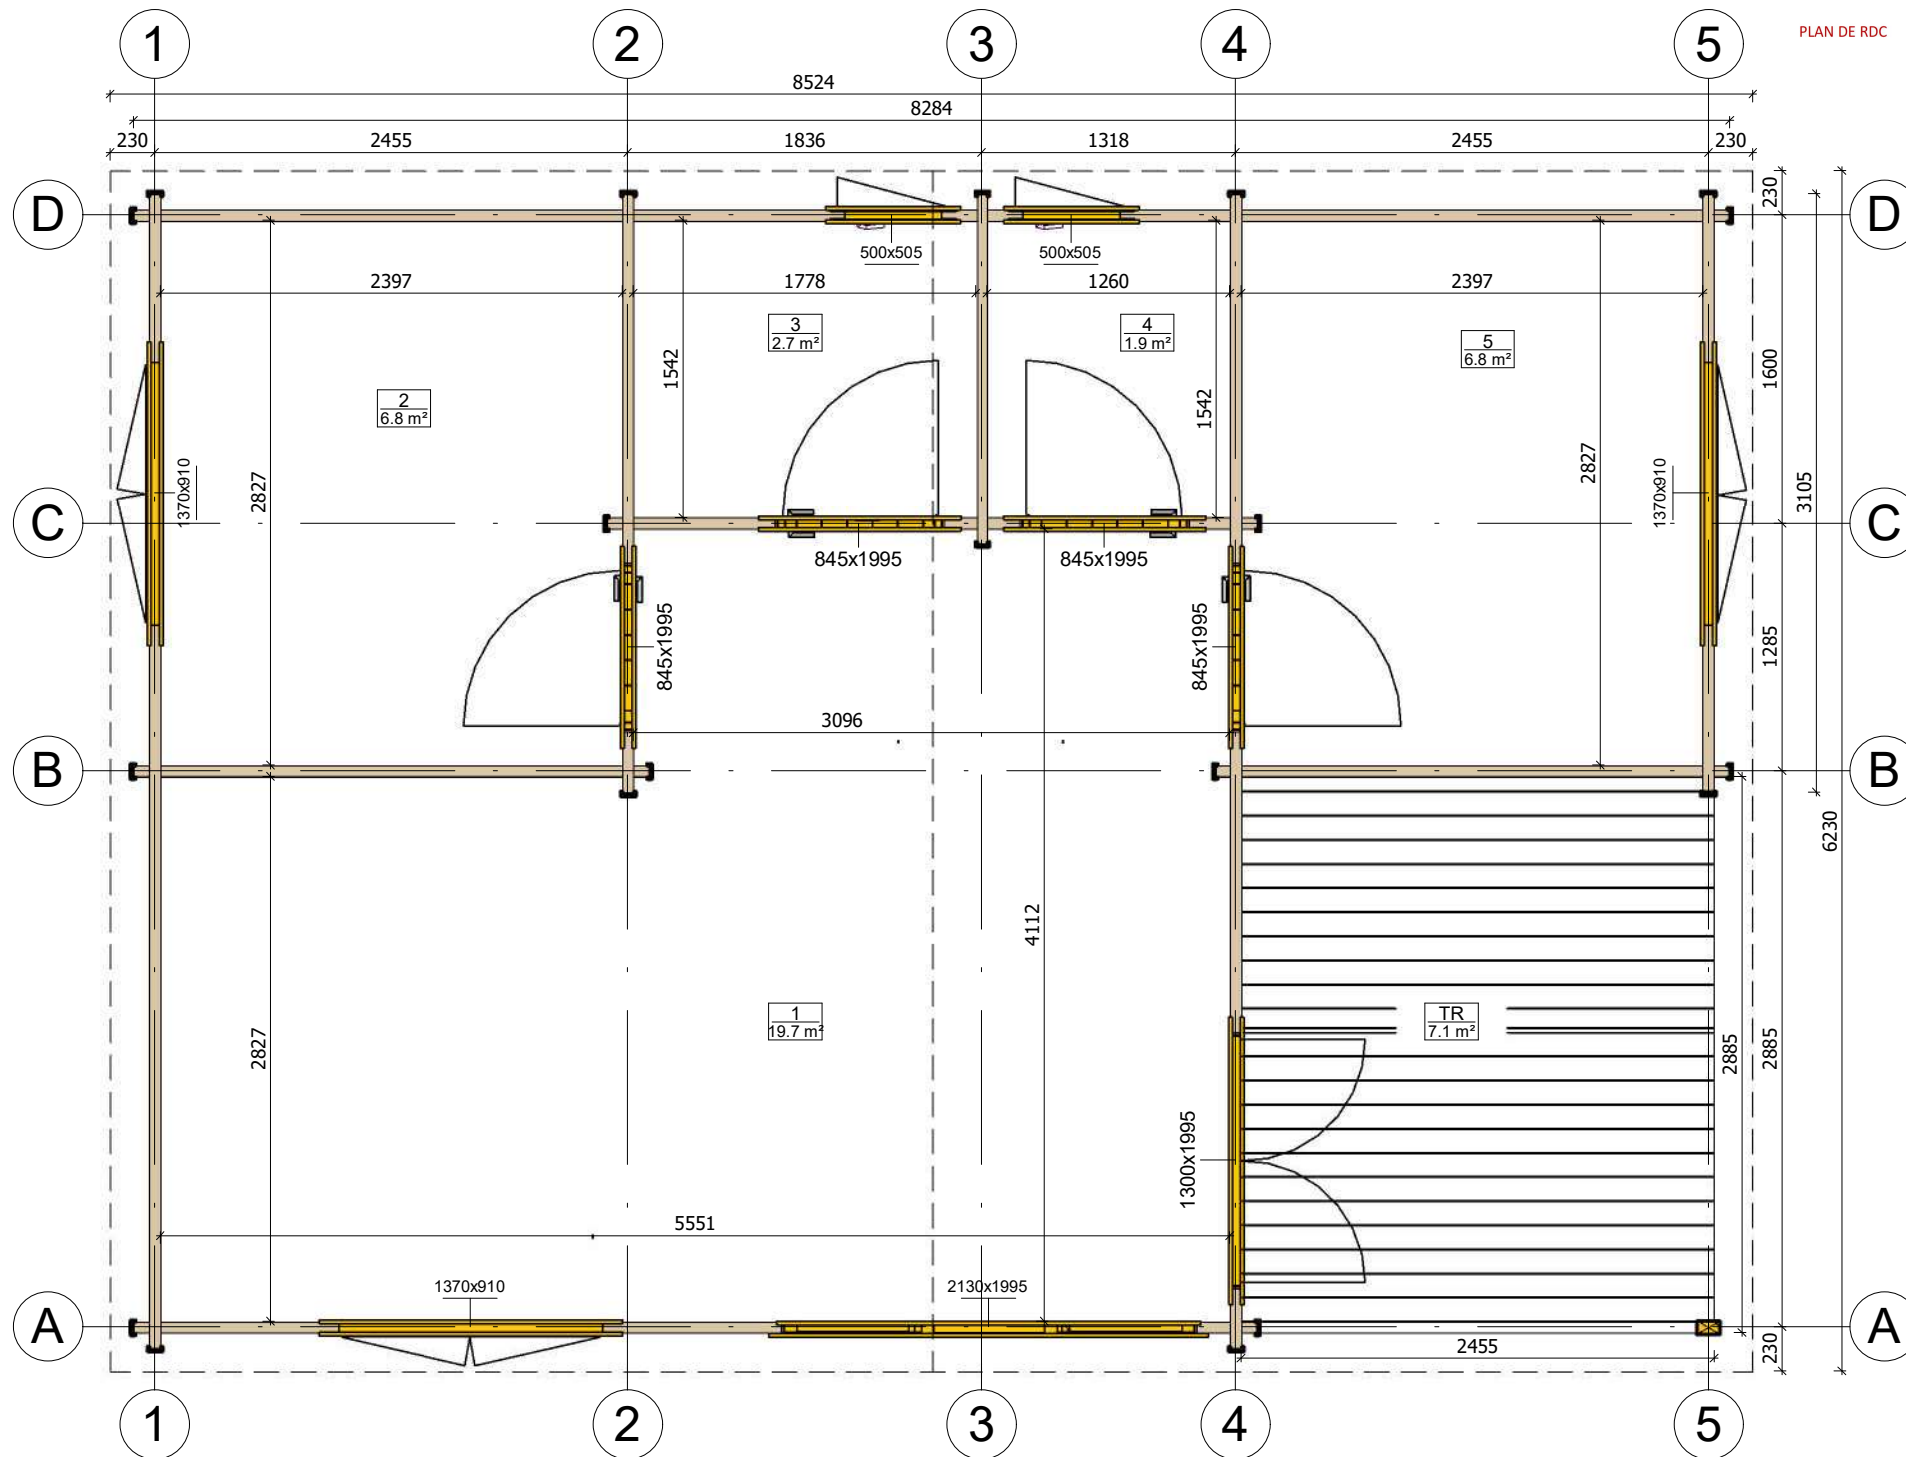 1 2 3 4 5
PLAN DE RDC
8524
8284
230 2455 1836 1318 2455 230
D D
230
500x505 500x505
2397 1778 1260 2397
3
2.7 m²
4
1.9 m²
5
6.8 m²
1542 1542 1600
2
6.8 m²
2827 1370x910 2827 1370x910 3105
C C
845x1995 845x1995
845x1995 845x1995 1285
3096
B B
6230
4112
1
19.7 m²
TR
7.1 m²
2827 2885 2885
1300x1995
5551
1370x910 2130x1995
A A
2455 230
1 2 3 4 5